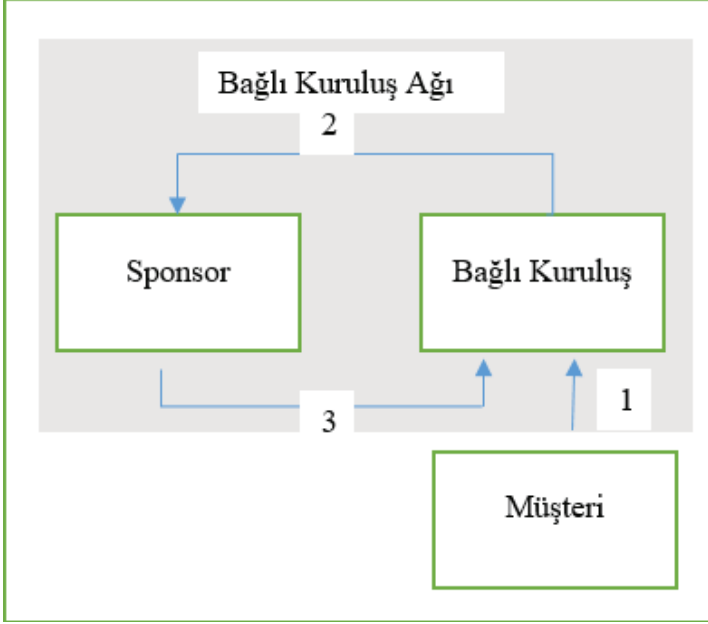 Bağlı Kuruluş Ağı
2
Sponsor
Bağlı Kuruluş
3
1
Müşteri